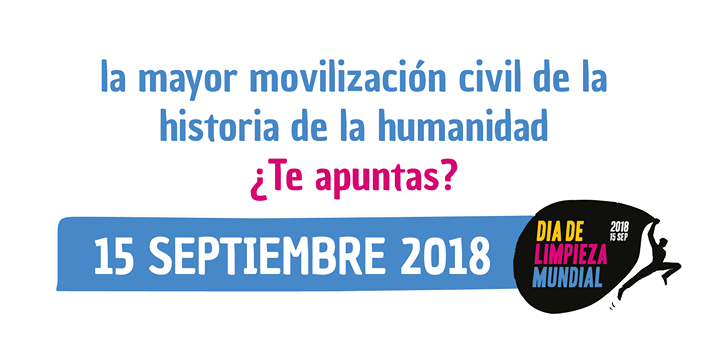 la mayor movilización civil de la
historia de la humanidad
¿Te apuntas?
15 SEPTIEMBRE 2018
DIA DE
LIMPIEZA
MUNDIAL
2018
15 SEP